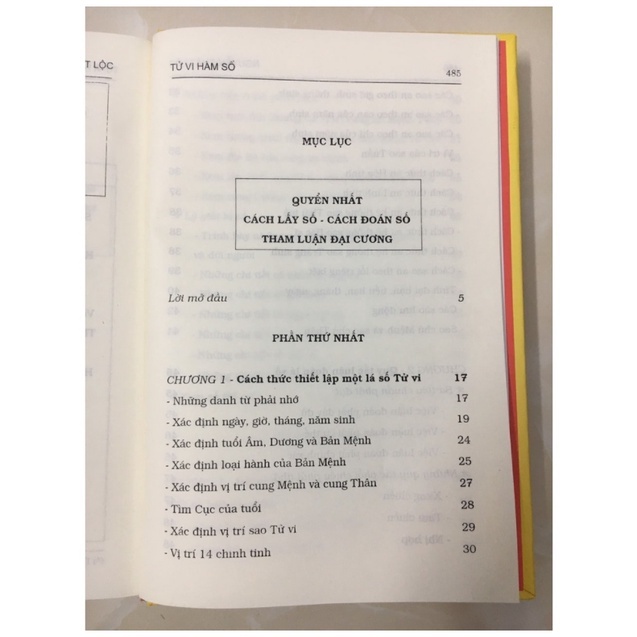 T LỘC
TỬ VI HÀM SỐ 485
MỤC LỤC
QUYỂN NHẤT
CÁCH LẤY SỐ - CÁCH ĐOÁN SỐ
THAM LUẬN ĐẠI CƯƠNG
Lời mở đầu 5
PHẦN THỨ NHẤT
CHƯƠNG 1 - Cách thức thiết lập một lá số Tử vi 17
- Những danh từ phải nhớ 17
- Xác định ngày, giờ, tháng, năm sinh 19
- Xác định tuổi Âm, Dương và Bản Mệnh 24
- Xác định loại hành của Bản Mệnh 25
- Xác định vị trí cung Mệnh và cung Thân 27
- Tìm Cục của tuổi 28
- Xác định vị trí sao Tử vi 29
- Vị trí 14 chính tinh 30